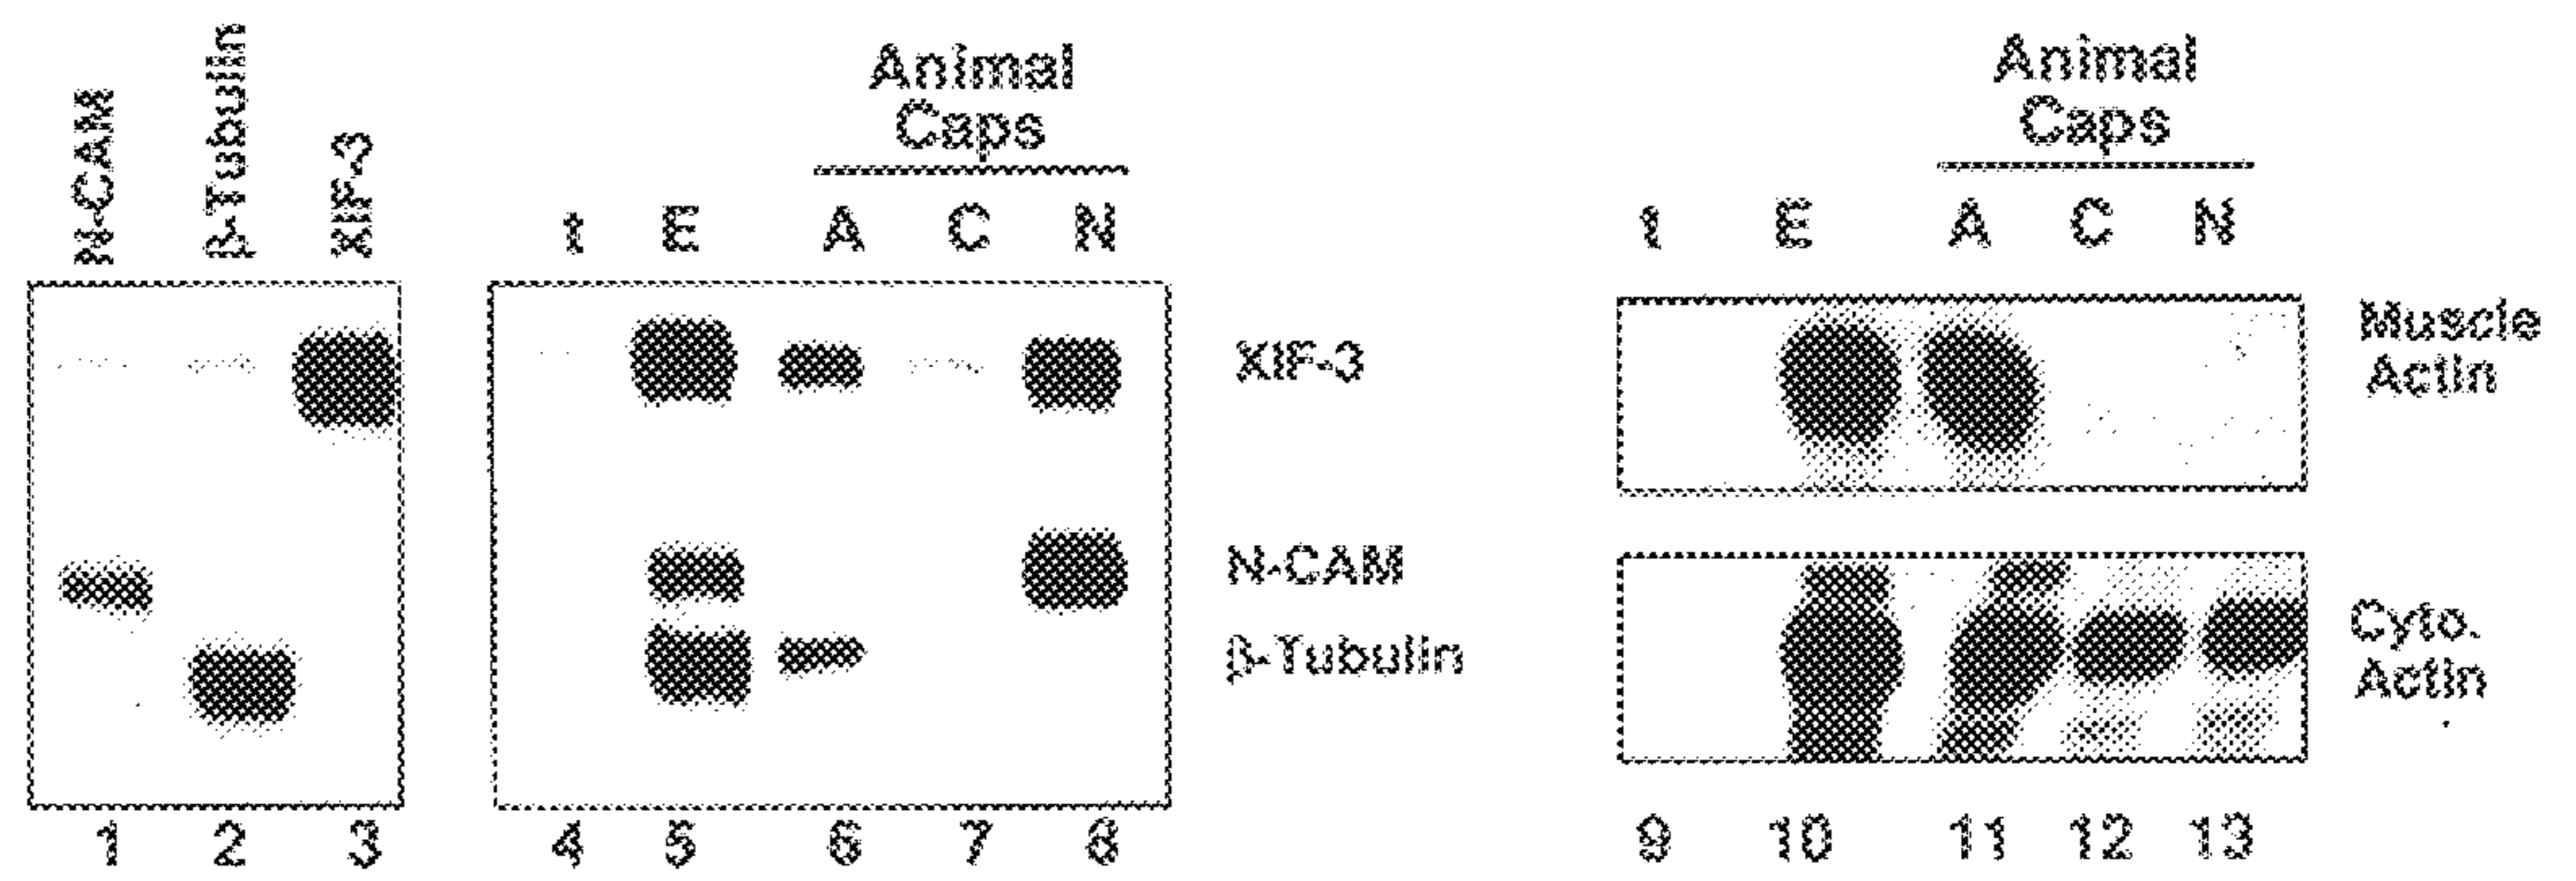 N-CAM
β-Tubulin
XIF-3
Animal
Caps
t E A C N
XIF-3
N-CAM
β-Tubulin
1 2 3 4 5 6 7 8
Animal
Caps
t E A C N
Muscle
Actin
Cyto.
Actin
9 10 11 12 13